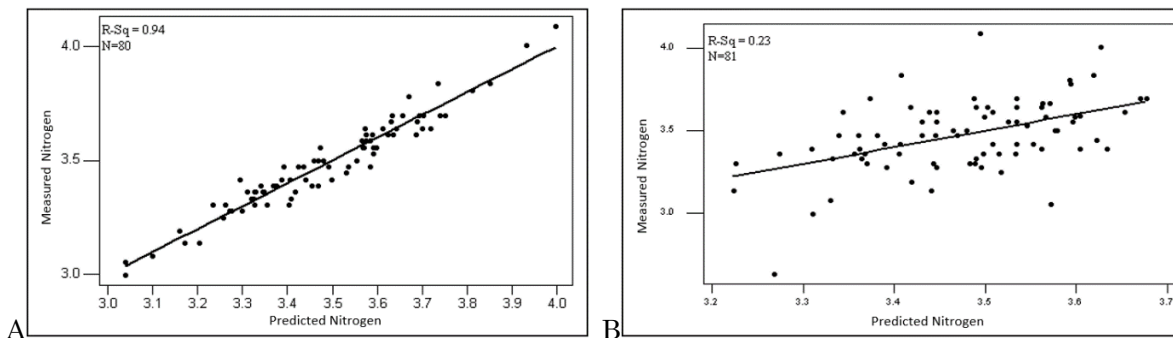 R-Sq = 0.94
N=80
4.0
3.5
3.0
Measured Nitrogen
3.0 3.1 3.2 3.3 3.4 3.5 3.6 3.7 3.8 3.9 4.0
Predicted Nitrogen
A
R-Sq = 0.23
N=81
4.0
3.5
3.0
Measured Nitrogen
3.2 3.3 3.4 3.5 3.6 3.7
Predicted Nitrogen
B